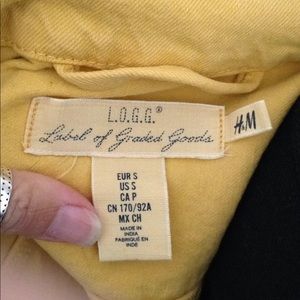 L.O.G.G.®
Label of Graded Goods
H&M
EUR S
US S
CA P
CN 170/92A
MX CH
MADE IN
INDIA
FABRIQUÉ EN
INDE